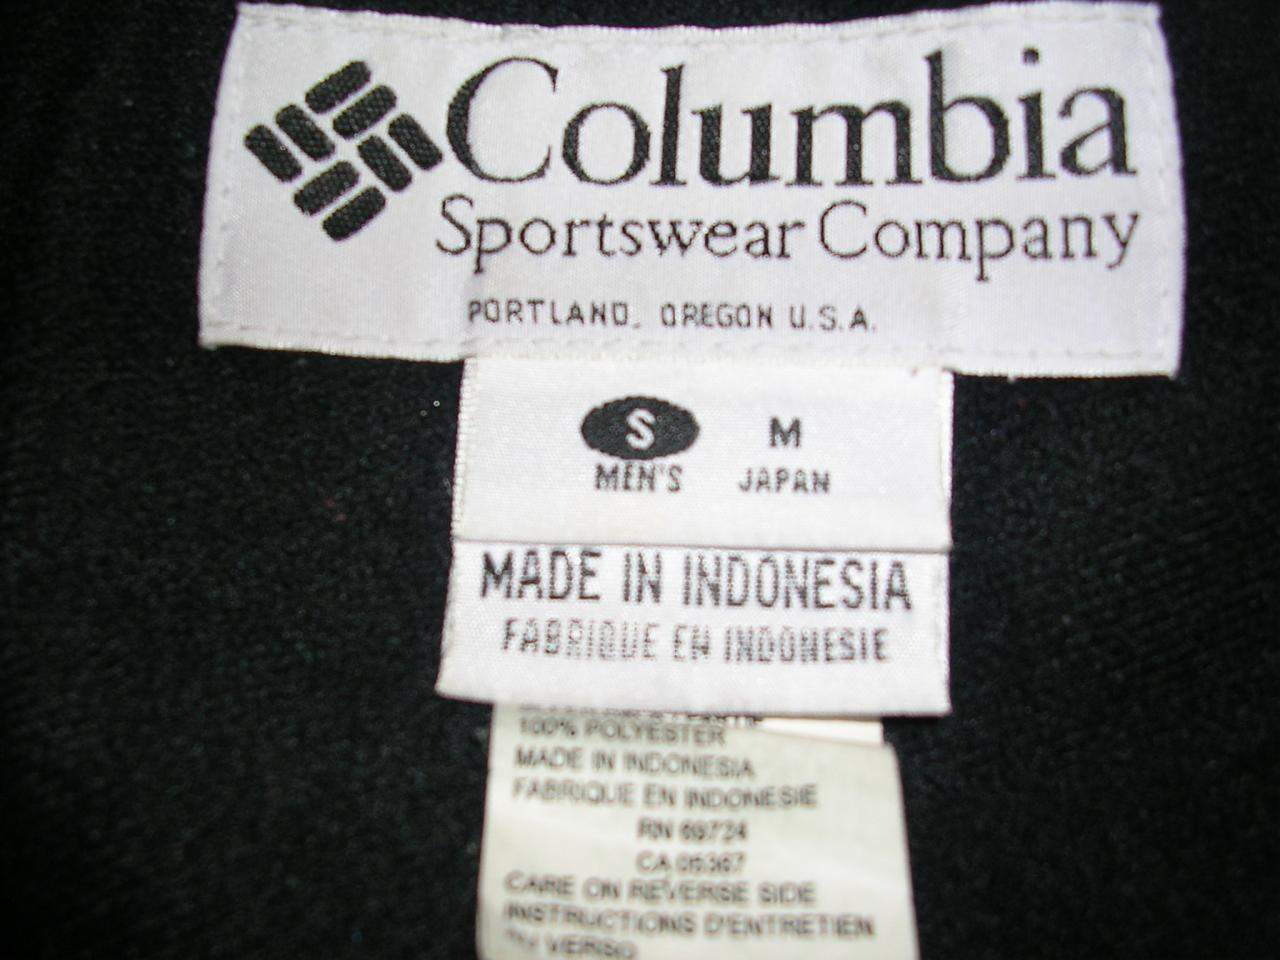 Columbia
Sportswear Company
PORTLAND, OREGON U.S.A.
S M
MEN'S JAPAN
MADE IN INDONESIA
FABRIQUE EN INDONESIE
100% POLYESTER
MADE IN INDONESIA
FABRIQUE EN INDONESIE
RN 69724
CA 05367
CARE ON REVERSE SIDE
INSTRUCTIONS D'ENTRETIEN
VERSO